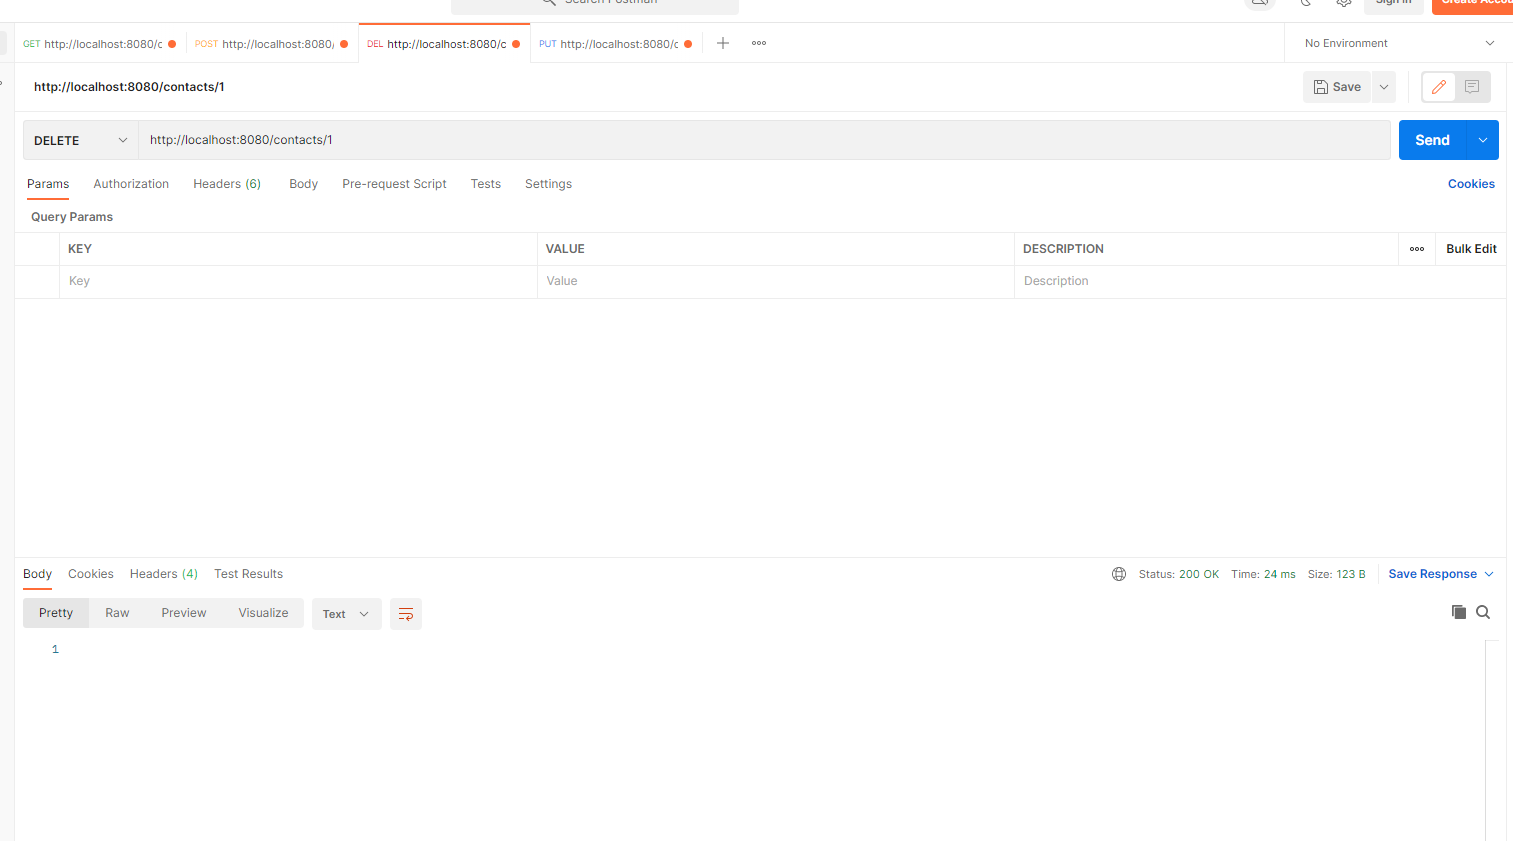 Search Postman
Sign In
Create Accou
GET http://localhost:8080/c
POST http://localhost:8080/
DEL http://localhost:8080/c
PUT http://localhost:8080/c
No Environment
http://localhost:8080/contacts/1
Save
DELETE
http://localhost:8080/contacts/1
Send
Params Authorization Headers (6) Body Pre-request Script Tests Settings Cookies
Query Params
KEY VALUE DESCRIPTION Bulk Edit
Key Value Description
Body Cookies Headers (4) Test Results Status: 200 OK Time: 24 ms Size: 123 B Save Response
Pretty Raw Preview Visualize Text
1